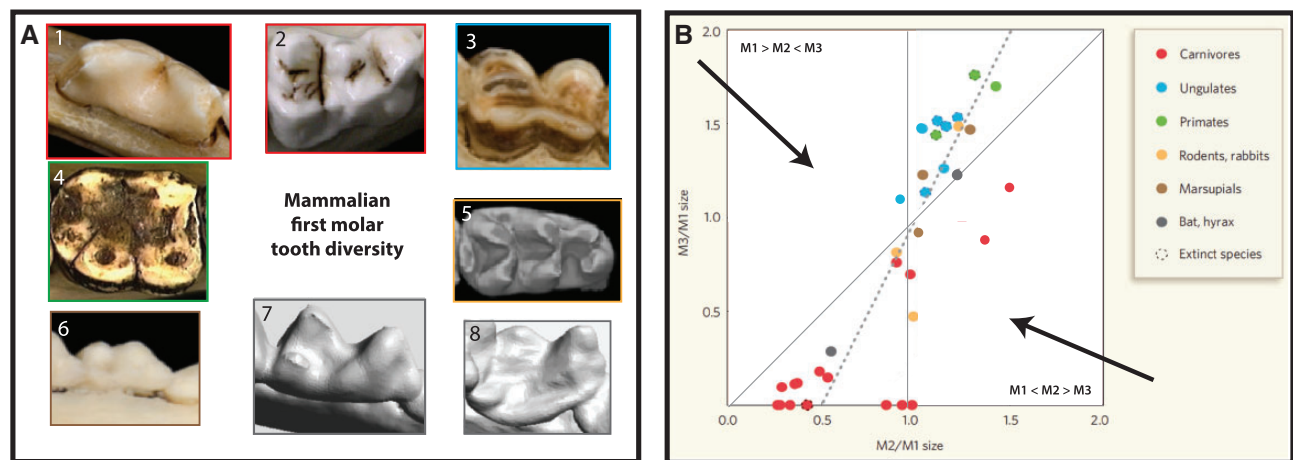 A
1
2
3
4
Mammalian
first molar
tooth diversity
5
6
7
8
B
2.0
M1 > M2 < M3
1.5
1.0
0.5
M3/M1 size
M1 < M2 > M3
0.0
0.5
1.0
1.5
2.0
M2/M1 size
Carnivores
Ungulates
Primates
Rodents, rabbits
Marsupials
Bat, hyrax
Extinct species